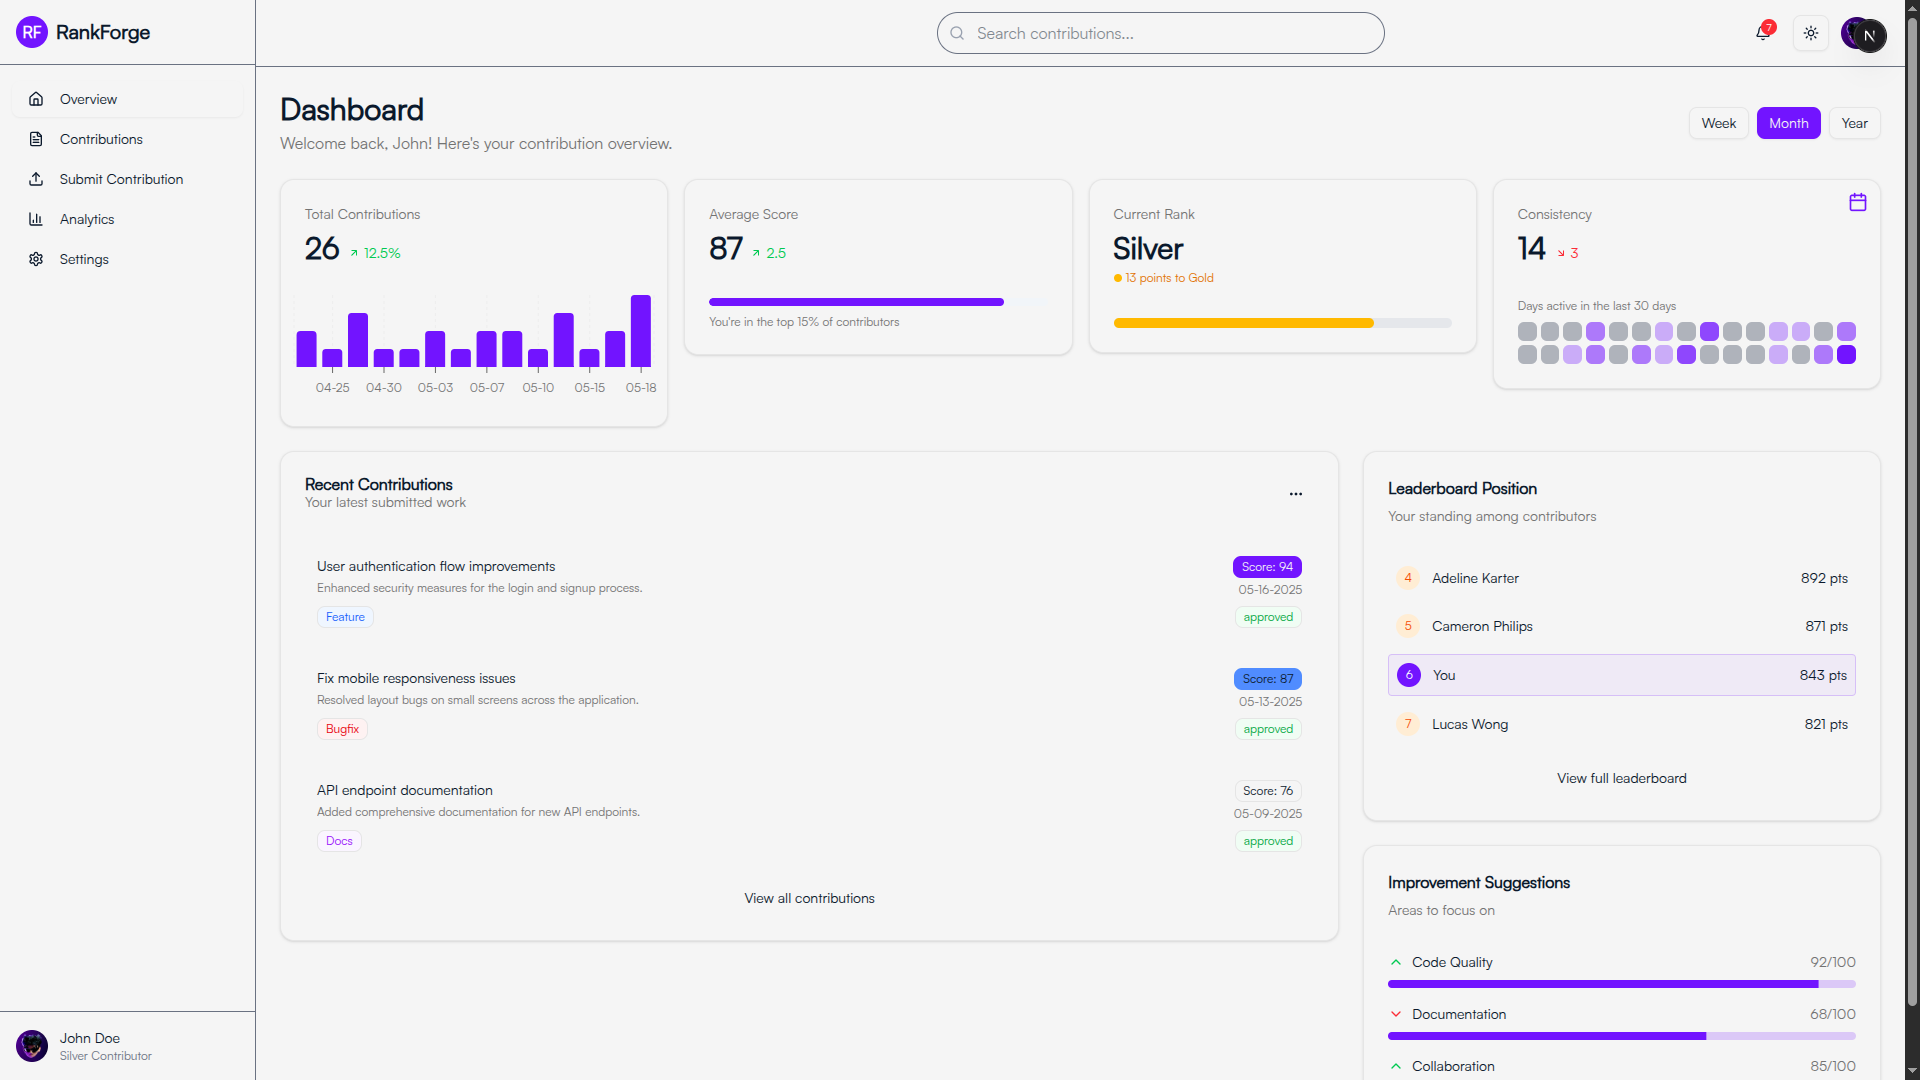 RF RankForge
Search contributions...
7
N
Overview
Contributions
Submit Contribution
Analytics
Settings
Dashboard
Welcome back, John! Here's your contribution overview.
Week Month Year
Total Contributions
26 12.5%
04-25 04-30 05-03 05-07 05-10 05-15 05-18
Average Score
87 2.5
You're in the top 15% of contributors
Current Rank
Silver
13 points to Gold
Consistency
14 3
Days active in the last 30 days
Recent Contributions
Your latest submitted work
User authentication flow improvements
Score: 94
Enhanced security measures for the login and signup process.
05-16-2025
Feature
approved
Fix mobile responsiveness issues
Score: 87
Resolved layout bugs on small screens across the application.
05-13-2025
Bugfix
approved
API endpoint documentation
Score: 76
Added comprehensive documentation for new API endpoints.
05-09-2025
Docs
approved
View all contributions
Leaderboard Position
Your standing among contributors
4 Adeline Karter 892 pts
5 Cameron Philips 871 pts
6 You 843 pts
7 Lucas Wong 821 pts
View full leaderboard
Improvement Suggestions
Areas to focus on
Code Quality 92/100
Documentation 68/100
Collaboration 85/100
John Doe
Silver Contributor